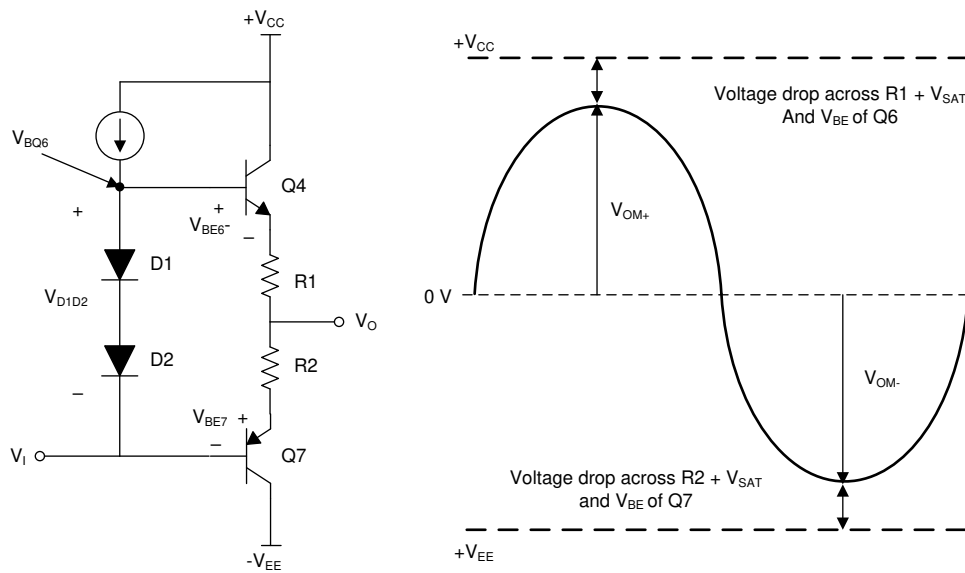 +VCC
VBQ6
Q4
+
+
VBE6-
–
D1
R1
VD1D2
VO
D2
R2
–
VBE7
+
–
VI
Q7
-VEE
+VCC
Voltage drop across R1 + VSAT
And VBE of Q6
VOM+
0 V
VOM-
Voltage drop across R2 + VSAT
and VBE of Q7
+VEE